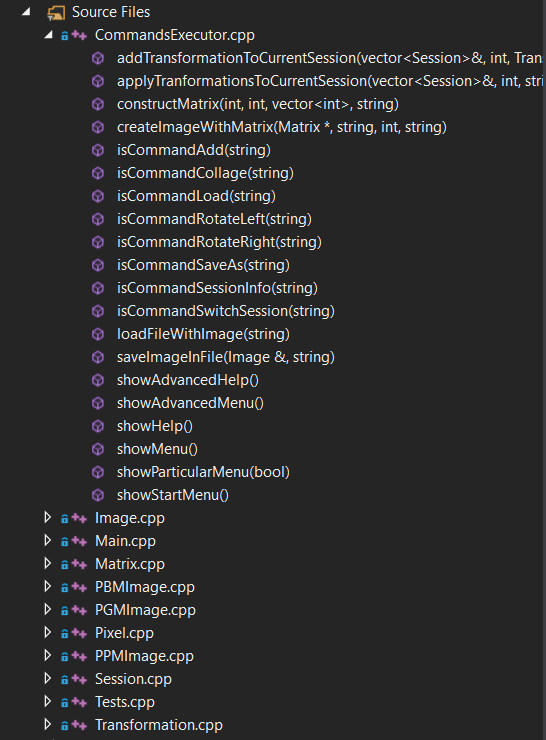 Source Files
CommandsExecutor.cpp
addTransformationToCurrentSession(vector<Session>&, int, Tran
applyTranformationsToCurrentSession(vector<Session>&, int, stri
constructMatrix(int, int, vector<int>, string)
createImageWithMatrix(Matrix *, string, int, string)
isCommandAdd(string)
isCommandCollage(string)
isCommandLoad(string)
isCommandRotateLeft(string)
isCommandRotateRight(string)
isCommandSaveAs(string)
isCommandSessionInfo(string)
isCommandSwitchSession(string)
loadFileWithImage(string)
saveImageInFile(Image &, string)
showAdvancedHelp()
showAdvancedMenu()
showHelp()
showMenu()
showParticularMenu(bool)
showStartMenu()
Image.cpp
Main.cpp
Matrix.cpp
PBMImage.cpp
PGMImage.cpp
Pixel.cpp
PPMImage.cpp
Session.cpp
Tests.cpp
Transformation.cpp